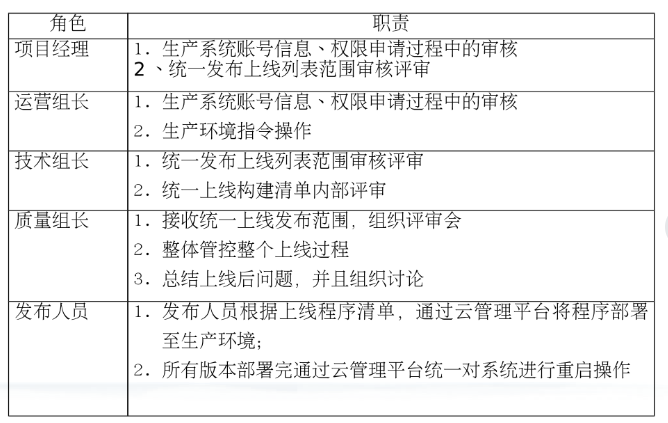 角色 职责
项目经理 1. 生产系统账号信息、权限申请过程中的审核
2 、统一发布上线列表范围审核评审
运营组长 1. 生产系统账号信息、权限申请过程中的审核
2. 生产环境指令操作
技术组长 1. 统一发布上线列表范围审核评审
2. 统一上线构建清单内部评审
质量组长 1. 接收统一上线发布范围，组织评审会
2. 整体管控整个上线过程
3. 总结上线后问题，并且组织讨论
发布人员 1. 发布人员根据上线程序清单，通过云管理平台将程序部署
至生产环境；
2. 所有版本部署完通过云管理平台统一对系统进行重启操作